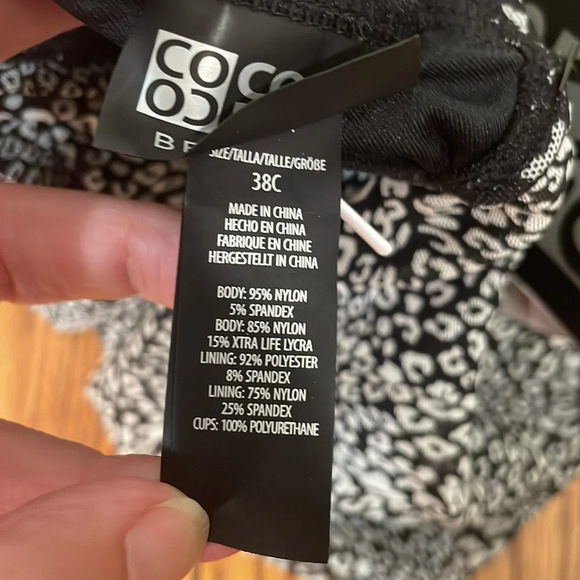 CO CO
OC
SIZE/TALLA/TALLE/GRÖßE
38C
MADE IN CHINA
HECHO EN CHINA
FABRIQUE EN CHINE
HERGESTELLT IN CHINA
BODY: 95% NYLON
5% SPANDEX
BODY: 85% NYLON
15% XTRA LIFE LYCRA
LINING: 92% POLYESTER
8% SPANDEX
LINING: 75% NYLON
25% SPANDEX
CUPS: 100% POLYURETHANE